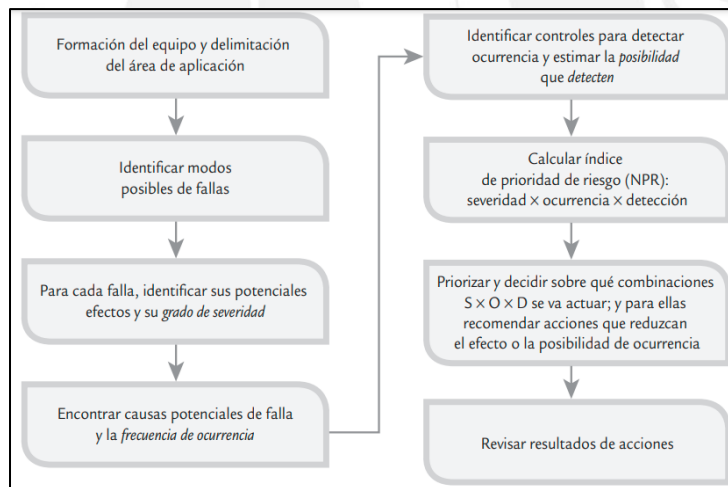 Formación del equipo y delimitación
del área de aplicación
Identificar modos
posibles de fallas
Para cada falla, identificar sus potenciales
efectos y su grado de severidad
Encontrar causas potenciales de falla
y la frecuencia de ocurrencia
Identificar controles para detectar
ocurrencia y estimar la posibilidad
que detecten
Calcular índice
de prioridad de riesgo (NPR):
severidad × ocurrencia × detección
Priorizar y decidir sobre qué combinaciones
S × O × D se va actuar; y para ellas
recomendar acciones que reduzcan
el efecto o la posibilidad de ocurrencia
Revisar resultados de acciones